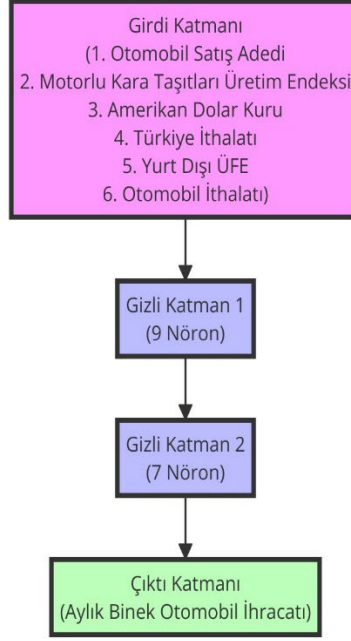 Girdi Katmanı
(1. Otomobil Satış Adedi
2. Motorlu Kara Taşıtları Üretim Endeksi
3. Amerikan Dolar Kuru
4. Türkiye İthalatı
5. Yurt Dışı ÜFE
6. Otomobil İthalatı)
Gizli Katman 1
(9 Nöron)
Gizli Katman 2
(7 Nöron)
Çıktı Katmanı
(Aylık Binek Otomobil İhracatı)